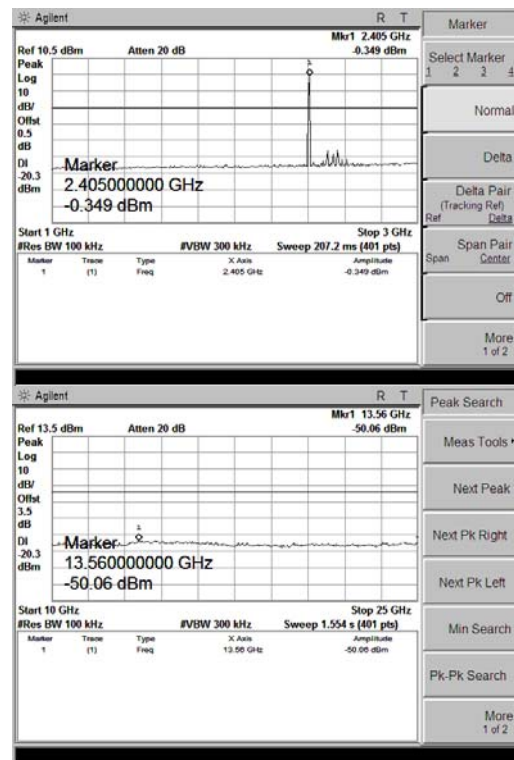 Agilent R T
Mkr1 2.405 GHz
Ref 10.5 dBm Atten 20 dB -0.349 dBm
Peak
Log
10
dB/
Offst
0.5
dB
DI
-20.3
dBm
Marker
2.405000000 GHz
-0.349 dBm
1
Start 1 GHz Stop 3 GHz
#Res BW 100 kHz #VBW 300 kHz Sweep 207.2 ms (401 pts)
Marker Trace Type X Axis Amplitude
1 (1) Freq 2.405 GHz -0.349 dBm
Marker
Select Marker
1 2 3 4
Normal
Delta
Delta Pair
(Tracking Ref)
Ref Delta
Span Pair
Span Center
Off
More
1 of 2
Agilent R T
Mkr1 13.56 GHz
Ref 13.5 dBm Atten 20 dB -50.06 dBm
Peak
Log
10
dB/
Offst
3.5
dB
DI
-20.3
dBm
1
Marker
13.560000000 GHz
-50.06 dBm
Start 10 GHz Stop 25 GHz
#Res BW 100 kHz #VBW 300 kHz Sweep 1.554 s (401 pts)
Marker Trace Type X Axis Amplitude
1 (1) Freq 13.56 GHz -50.06 dBm
Peak Search
Meas Tools
Next Peak
Next Pk Right
Next Pk Left
Min Search
Pk-Pk Search
More
1 of 2